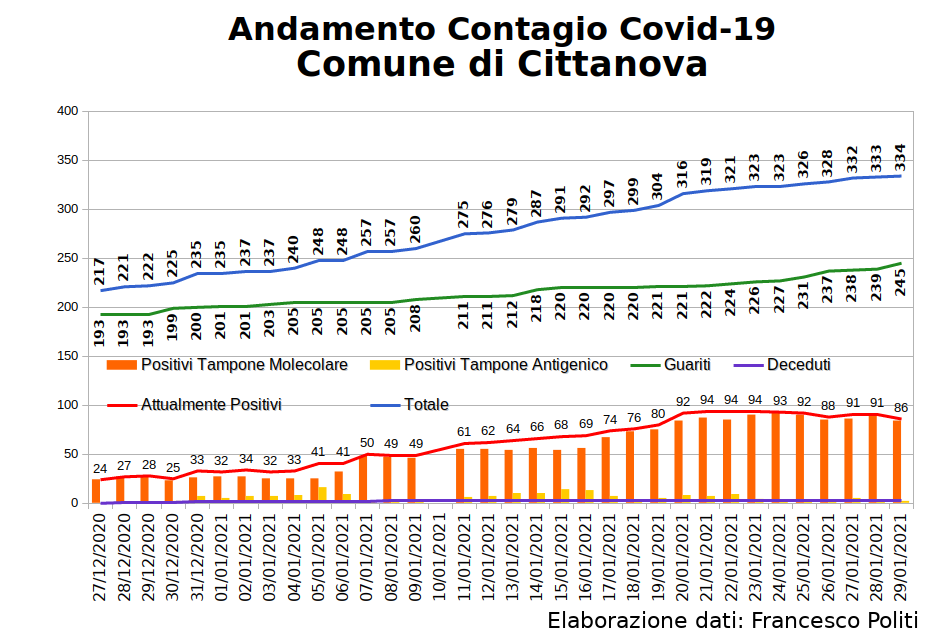 Andamento Contagio Covid-19
Comune di Cittanova
400
350
300
250
200
150
100
50
0
217 221 222 225 235 235 237 237 240 248 248 257 257 260 275 276 279 287 291 292 297 299 304 316 319 321 323 323 326 328 332 333 334
193 193 193 199 200 201 201 203 205 205 205 205 205 208 211 211 212 218 220 220 220 220 221 221 222 224 226 227 231 237 238 239 245
Positivi Tampone Molecolare Positivi Tampone Antigenico Guariti Deceduti
Attualmente Positivi Totale
24 27 28 25 33 32 34 32 33 41 41 50 49 49 61 62 64 66 68 69 74 76 80 92 94 94 94 93 92 88 91 91 86
27/12/2020 28/12/2020 29/12/2020 30/12/2020 31/12/2020 01/01/2021 02/01/2021 03/01/2021 04/01/2021 05/01/2021 06/01/2021 07/01/2021 08/01/2021 09/01/2021 10/01/2021 11/01/2021 12/01/2021 13/01/2021 14/01/2021 15/01/2021 16/01/2021 17/01/2021 18/01/2021 19/01/2021 20/01/2021 21/01/2021 22/01/2021 23/01/2021 24/01/2021 25/01/2021 26/01/2021 27/01/2021 28/01/2021 29/01/2021
Elaborazione dati: Francesco Politi